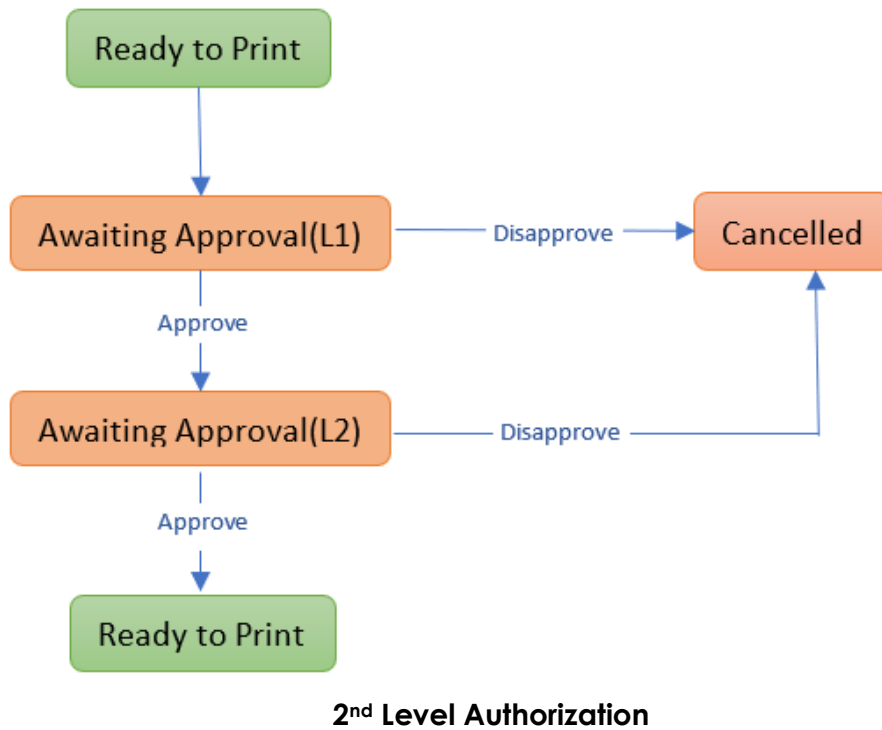 Ready to Print
Awaiting Approval(L1)
Disapprove
Cancelled
Approve
Awaiting Approval(L2)
Disapprove
Approve
Ready to Print
2nd Level Authorization